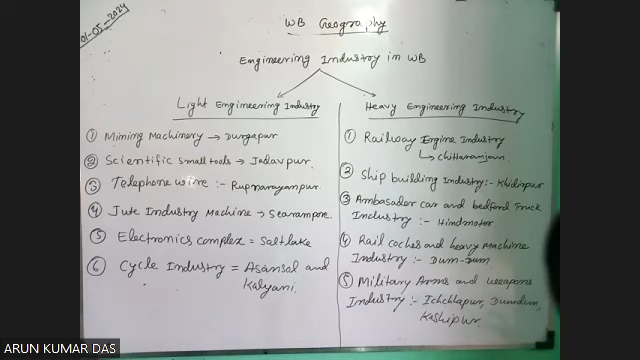 01-05-2024
WB Geography
Engineering Industry in WB
Light Engineering Industry
① Mining Machinery → Durgapur
② Scientific Small tools → Jadavpur.
③ Telephone wire :- Rupnarayanpur.
④ Jute Industry Machine → Searampore.
⑤ Electronics complex = Saltlake
⑥ Cycle Industry = Asansol and
Kalyani.
Heavy Engineering Industry
① Railway Engine Industry
↳ chittaranjan.
② Ship building Industry:- Khidirpur
③ Ambasador car and bedford Truck
Industry :- Hindmotor
④ Rail coches and heavy Machine
Industry :- Dum-Dum
⑤ Military Arms and weapons
Industry :- Ichchhapur, Dumdum,
Kashipur.
ARUN KUMAR DAS